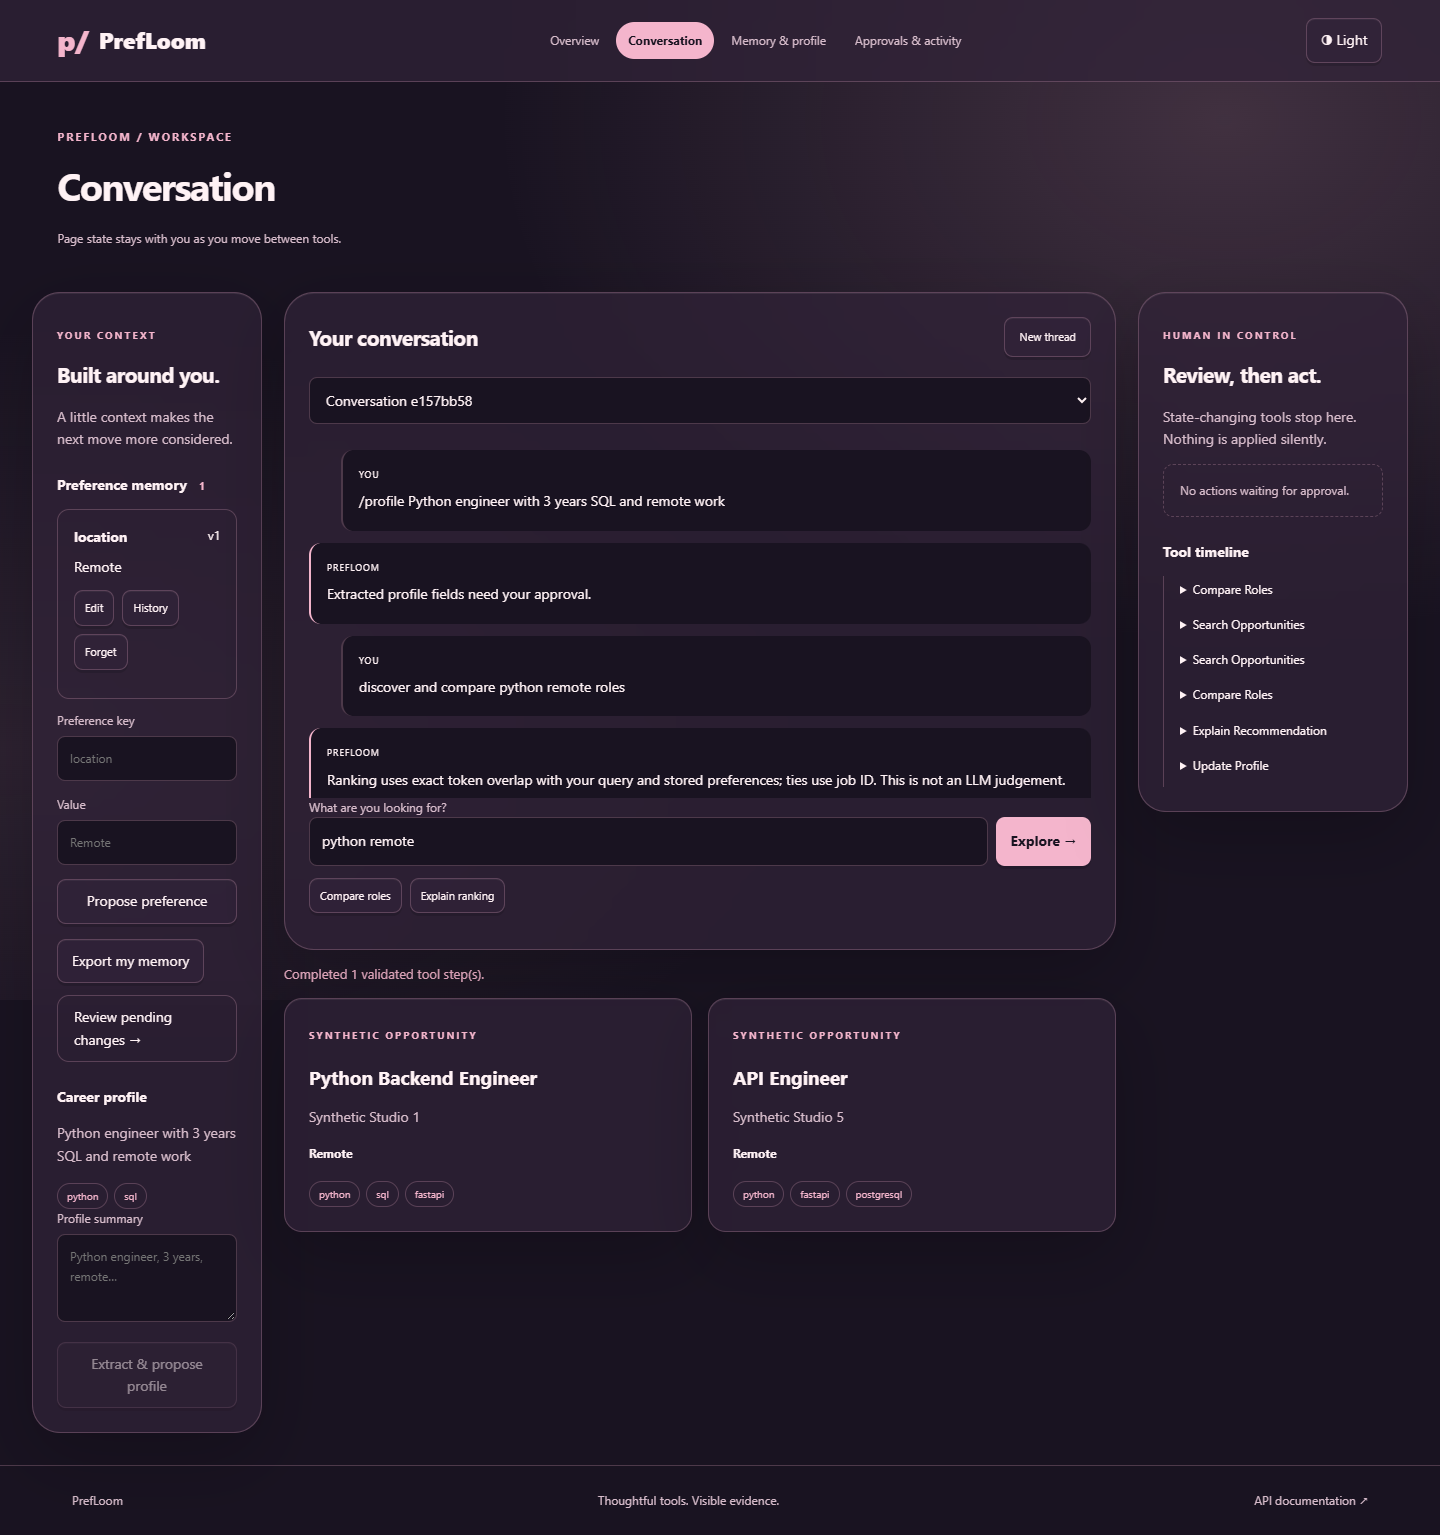 p/ PrefLoom
Overview
Conversation
Memory & profile
Approvals & activity
Light
PREFLOOM / WORKSPACE
Conversation
Page state stays with you as you move between tools.
YOUR CONTEXT
Built around you.
A little context makes the
next move more considered.
Preference memory 1
location v1
Remote
Edit
History
Forget
Preference key
location
Value
Remote
Propose preference
Export my memory
Review pending
changes →
Career profile
Python engineer with 3 years
SQL and remote work
python
sql
Profile summary
Python engineer, 3 years,
remote...
Extract & propose
profile
Your conversation
New thread
Conversation e157bb58
YOU
/profile Python engineer with 3 years SQL and remote work
PREFLOOM
Extracted profile fields need your approval.
YOU
discover and compare python remote roles
PREFLOOM
Ranking uses exact token overlap with your query and stored preferences; ties use job ID. This is not an LLM judgement.
What are you looking for?
python remote
Explore →
Compare roles
Explain ranking
Completed 1 validated tool step(s).
SYNTHETIC OPPORTUNITY
Python Backend Engineer
Synthetic Studio 1
Remote
python
sql
fastapi
SYNTHETIC OPPORTUNITY
API Engineer
Synthetic Studio 5
Remote
python
fastapi
postgresql
HUMAN IN CONTROL
Review, then act.
State-changing tools stop here.
Nothing is applied silently.
No actions waiting for approval.
Tool timeline
Compare Roles
Search Opportunities
Search Opportunities
Compare Roles
Explain Recommendation
Update Profile
PrefLoom
Thoughtful tools. Visible evidence.
API documentation ↗